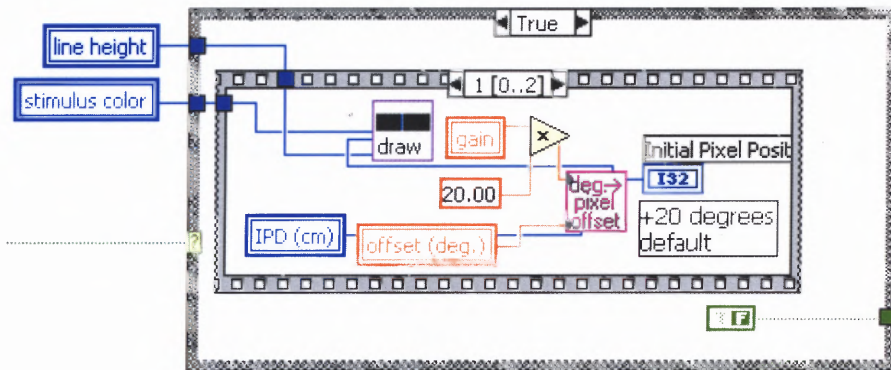 True
line height
1 [0..2]
stimulus color
draw
gain
x
Initial Pixel Posit
20.00
deg.→
pixel
offset
I32
IPD (cm)
offset (deg.)
+20 degrees
default
?
F